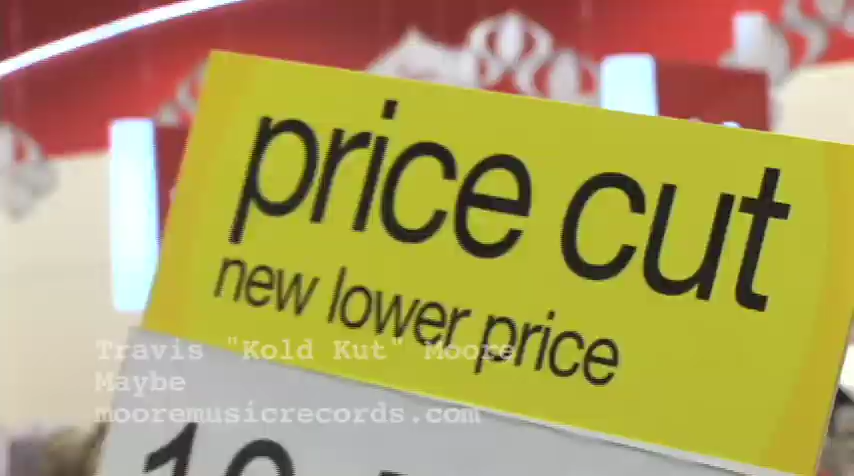 price cut
new lower price
Travis "Kold Kut" Moore
Maybe
mooremusicrecords.com